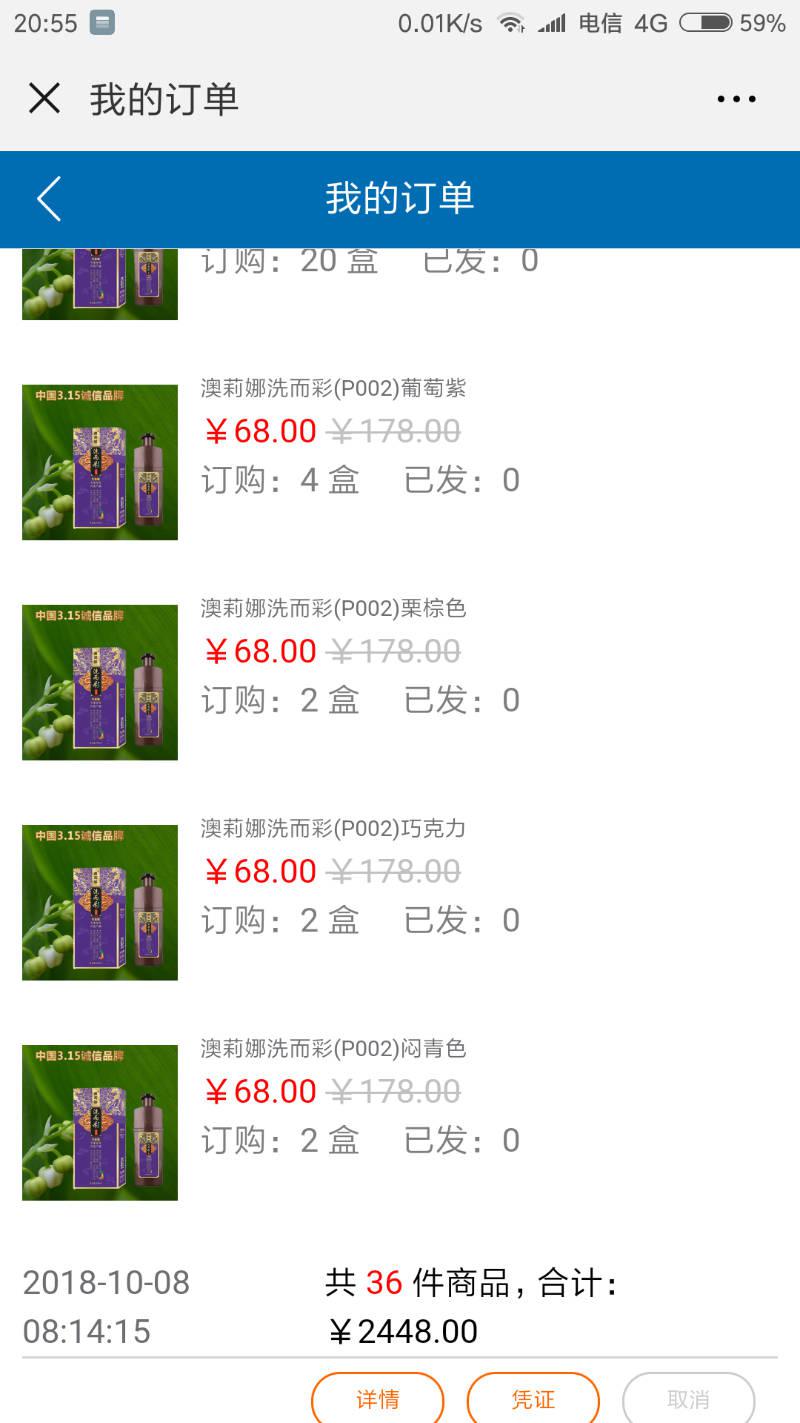 20:55 0.01K/s 电信 4G 59%
我的订单
我的订单
订购：20 盒 已发：0
中国3.15诚信品牌
澳莉娜洗而彩(P002)葡萄紫
￥68.00 ￥178.00
订购：4 盒 已发：0
中国3.15诚信品牌
澳莉娜洗而彩(P002)栗棕色
￥68.00 ￥178.00
订购：2 盒 已发：0
中国3.15诚信品牌
澳莉娜洗而彩(P002)巧克力
￥68.00 ￥178.00
订购：2 盒 已发：0
中国3.15诚信品牌
澳莉娜洗而彩(P002)闷青色
￥68.00 ￥178.00
订购：2 盒 已发：0
2018-10-08
08:14:15
共 36 件商品，合计：
￥2448.00
详情 凭证 取消